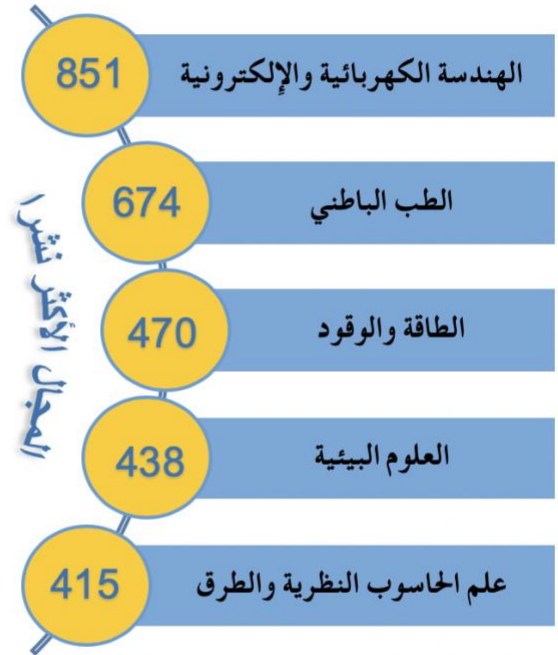 المجال الأكثر نشرا
851 الهندسة الكهربائية والإلكترونية
674 الطب الباطني
470 الطاقة والوقود
438 العلوم البيئية
415 علم الحاسوب النظرية والطرق